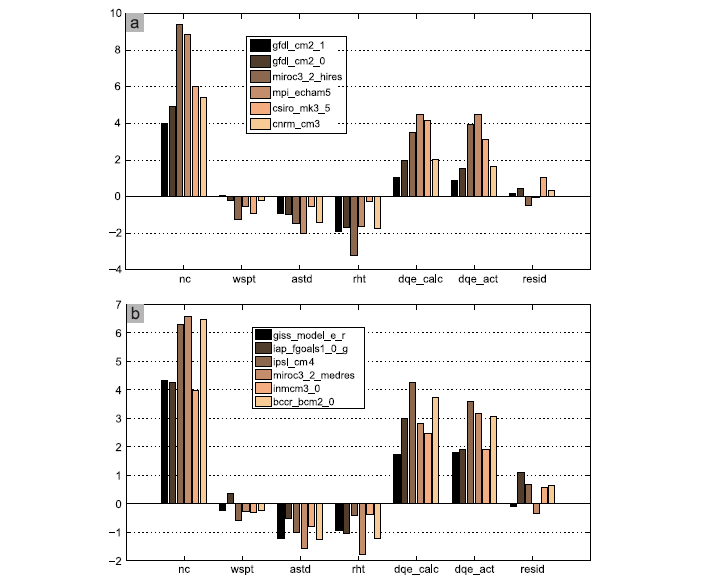 a
10
8
6
4
2
0
−2
−4
gfdl_cm2_1
gfdl_cm2_0
miroc3_2_hires
mpi_echam5
csiro_mk3_5
cnrm_cm3
nc wspt astd rht dqe_calc dqe_act resid
b
7
6
5
4
3
2
1
0
−1
−2
giss_model_e_r
iap_fgoals1_0_g
ipsl_cm4
miroc3_2_medres
inmcm3_0
bccr_bcm2_0
nc wspt astd rht dqe_calc dqe_act resid